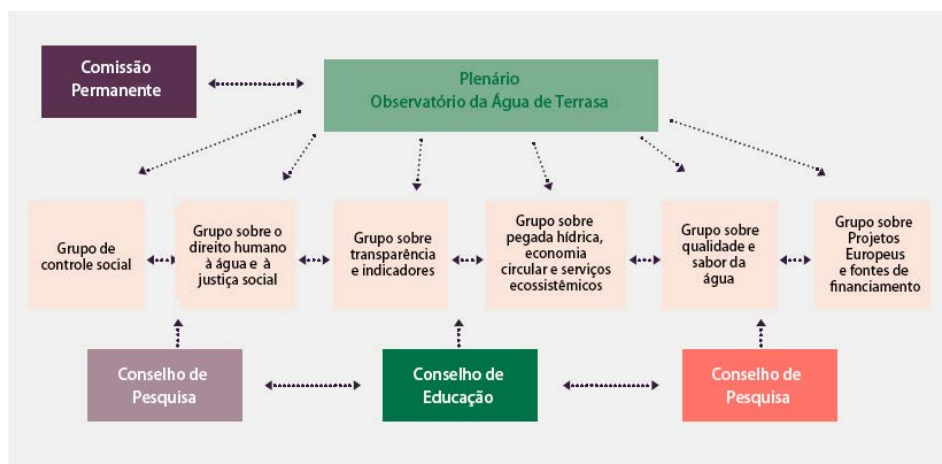 Comissão
Permanente
Plenário
Observatório da Água de Terrasa
Grupo de
controle social
Grupo sobre o
direito humano
à água e à
justiça social
Grupo sobre
transparência
e indicadores
Grupo sobre
pegada hídrica,
economia
circular e serviços
ecossistêmicos
Grupo sobre
qualidade e
sabor da
água
Grupo sobre
Projetos
Europeus
e fontes de
financiamento
Conselho de
Pesquisa
Conselho de
Educação
Conselho de
Pesquisa